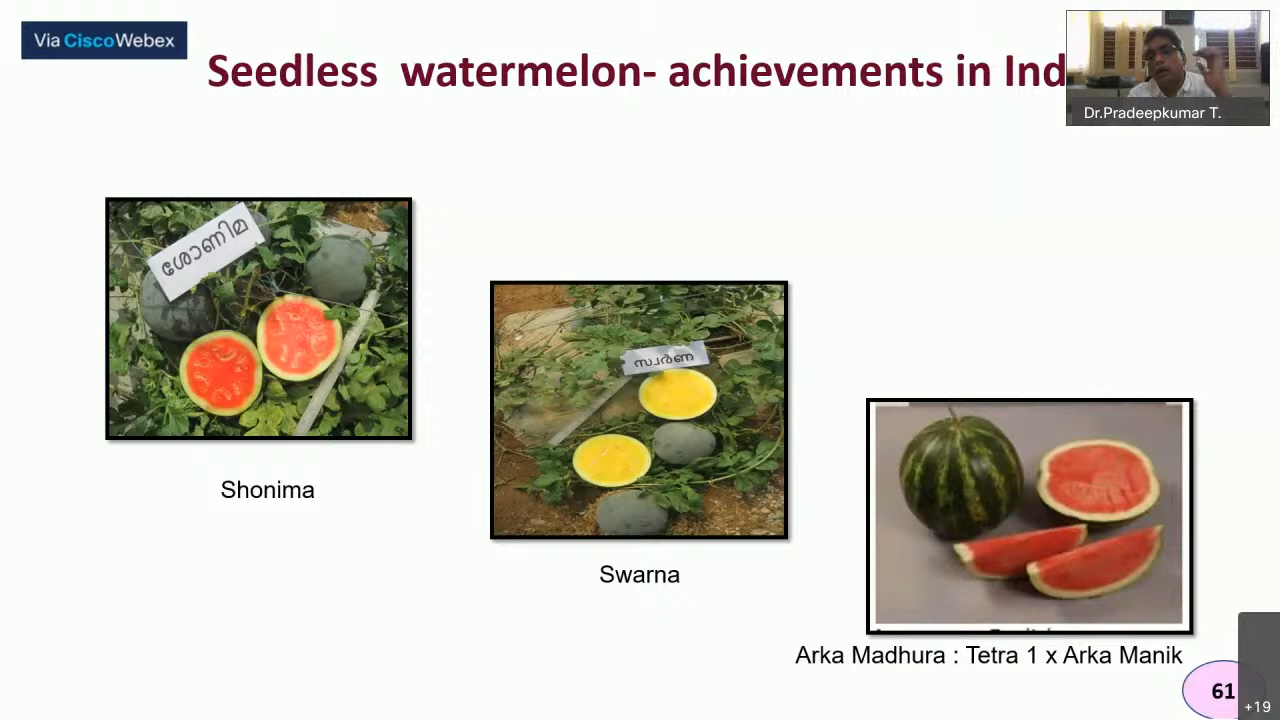 Via CiscoWebex
Seedless watermelon- achievements in Ind
Dr.Pradeepkumar T.
ശോണിമ
Shonima
സ്വർണ
Swarna
Arka Madhura : Tetra 1 x Arka Manik
61
+19